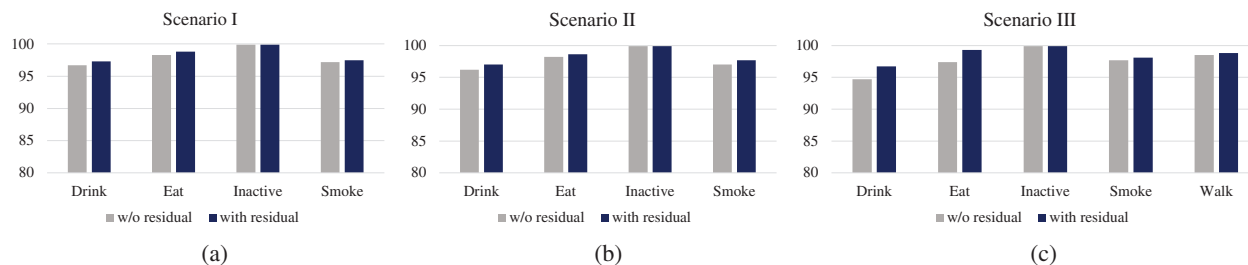 Scenario I
100
95
90
85
80
Drink Eat Inactive Smoke
w/o residual with residual
(a)
Scenario II
100
95
90
85
80
Drink Eat Inactive Smoke
w/o residual with residual
(b)
Scenario III
100
95
90
85
80
Drink Eat Inactive Smoke Walk
w/o residual with residual
(c)